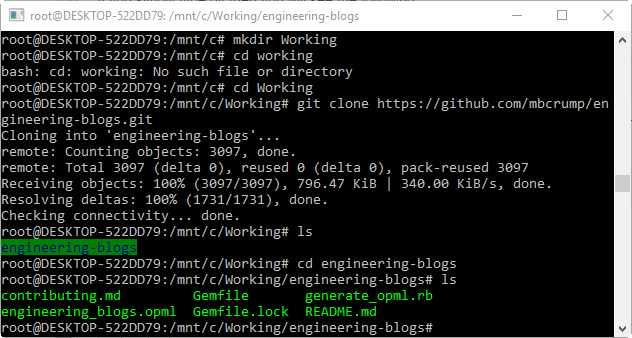 root@DESKTOP-522DD79: /mnt/c/Working/engineering-blogs
root@DESKTOP-522DD79:/mnt/c# mkdir Working
root@DESKTOP-522DD79:/mnt/c# cd working
bash: cd: working: No such file or directory
root@DESKTOP-522DD79:/mnt/c# cd Working
root@DESKTOP-522DD79:/mnt/c/Working# git clone https://github.com/mbcrump/en
gineering-blogs.git
Cloning into 'engineering-blogs'...
remote: Counting objects: 3097, done.
remote: Total 3097 (delta 0), reused 0 (delta 0), pack-reused 3097
Receiving objects: 100% (3097/3097), 796.47 KiB | 340.00 KiB/s, done.
Resolving deltas: 100% (1731/1731), done.
Checking connectivity... done.
root@DESKTOP-522DD79:/mnt/c/Working# ls
engineering-blogs
root@DESKTOP-522DD79:/mnt/c/Working# cd engineering-blogs
root@DESKTOP-522DD79:/mnt/c/Working/engineering-blogs# ls
contributing.md Gemfile generate_opml.rb
engineering_blogs.opml Gemfile.lock README.md
root@DESKTOP-522DD79:/mnt/c/Working/engineering-blogs#